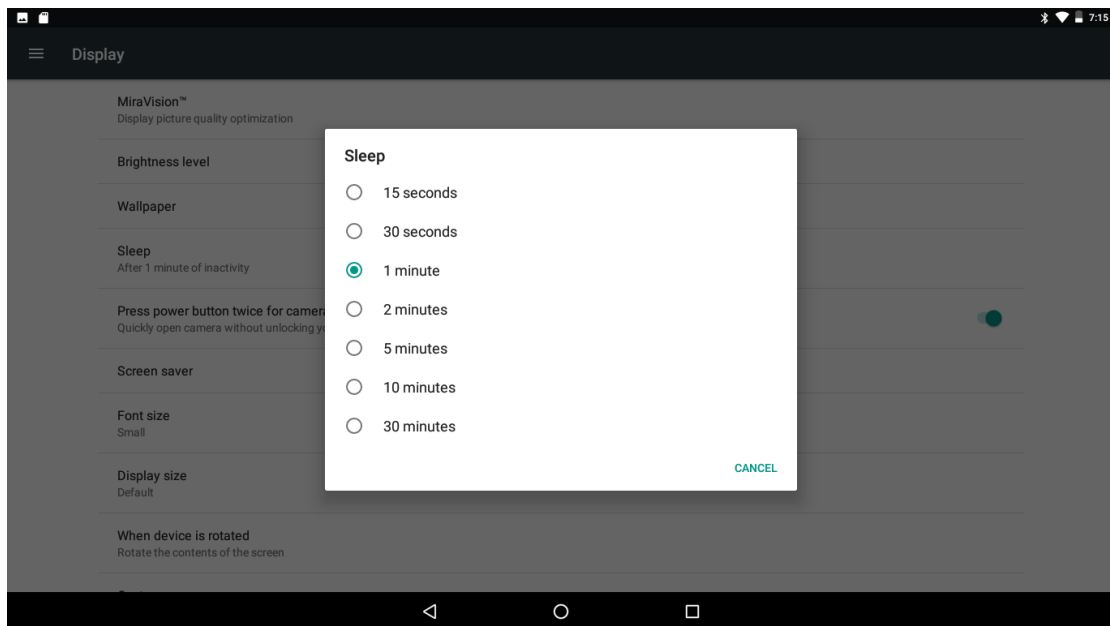 7:15
Display
MiraVision™
Display picture quality optimization
Brightness level
Wallpaper
Sleep
After 1 minute of inactivity
Press power button twice for camer
Quickly open camera without unlocking
Screen saver
Font size
Small
Display size
Default
When device is rotated
Rotate the contents of the screen
Sleep
15 seconds
30 seconds
1 minute
2 minutes
5 minutes
10 minutes
30 minutes
CANCEL